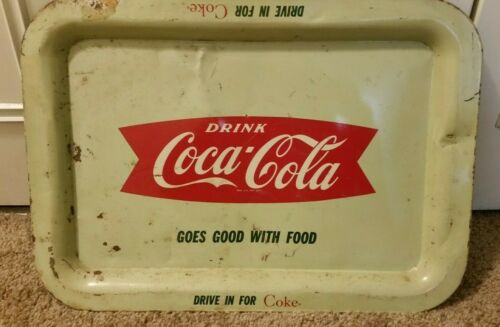 DRIVE IN FOR Coke
DRINK
Coca-Cola
GOES GOOD WITH FOOD
DRIVE IN FOR Coke